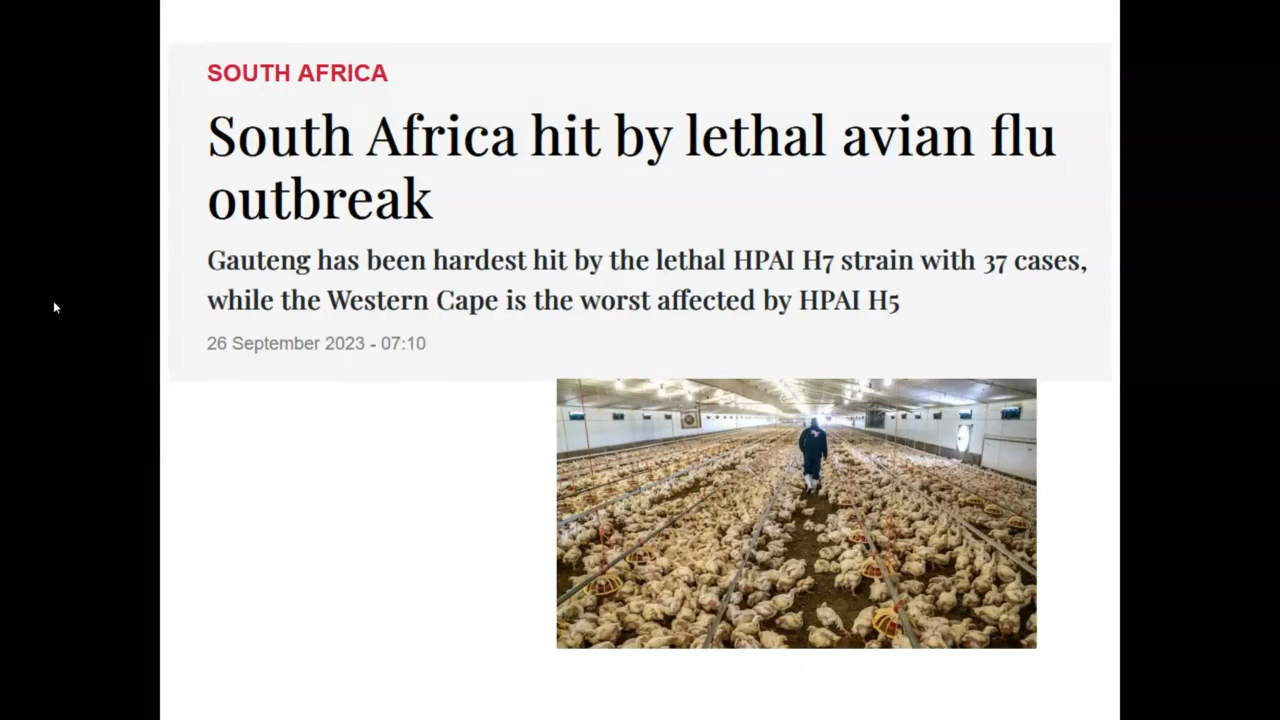 SOUTH AFRICA
South Africa hit by lethal avian flu
outbreak
Gauteng has been hardest hit by the lethal HPAI H7 strain with 37 cases,
while the Western Cape is the worst affected by HPAI H5
26 September 2023 - 07:10